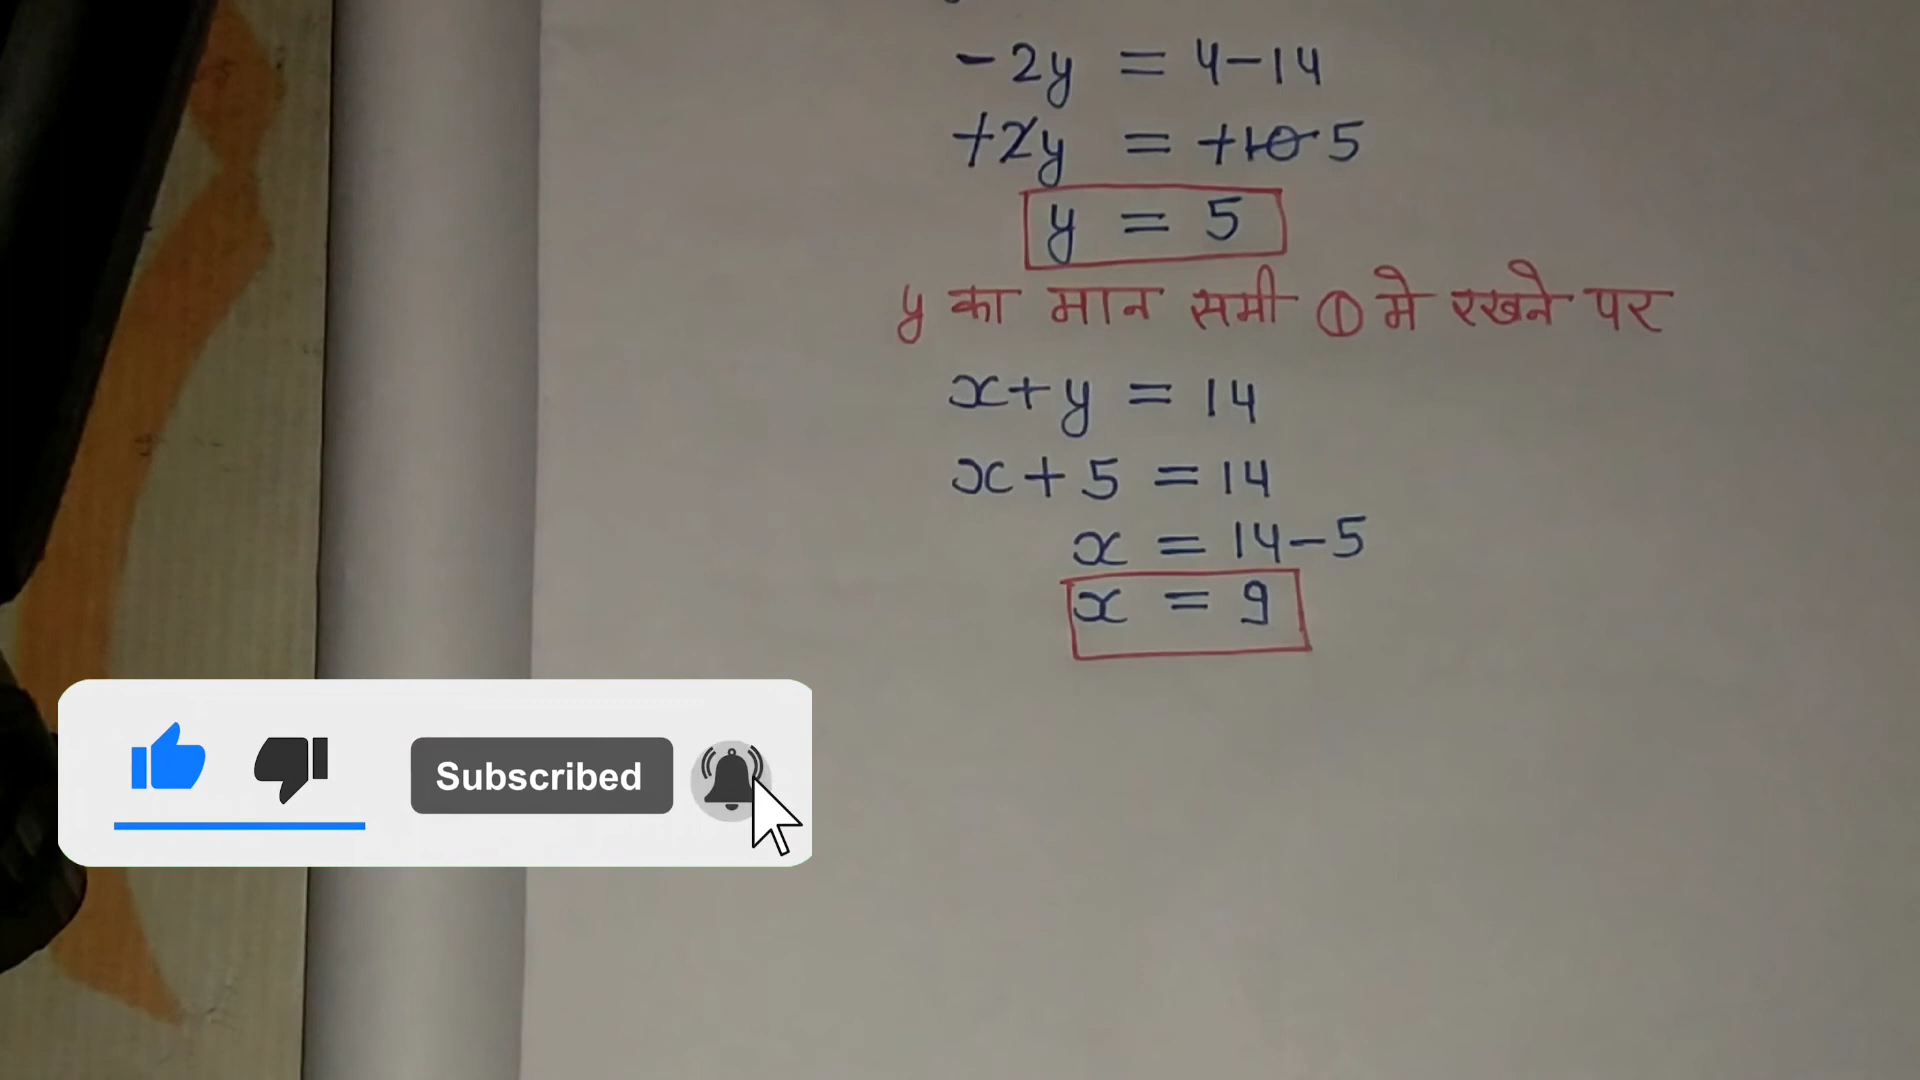 -2y = 4-14
+2y = +10 5
y = 5
y का मान समी ① मे रखने पर
x+y = 14
x+5 = 14
x = 14-5
x = 9
Subscribed